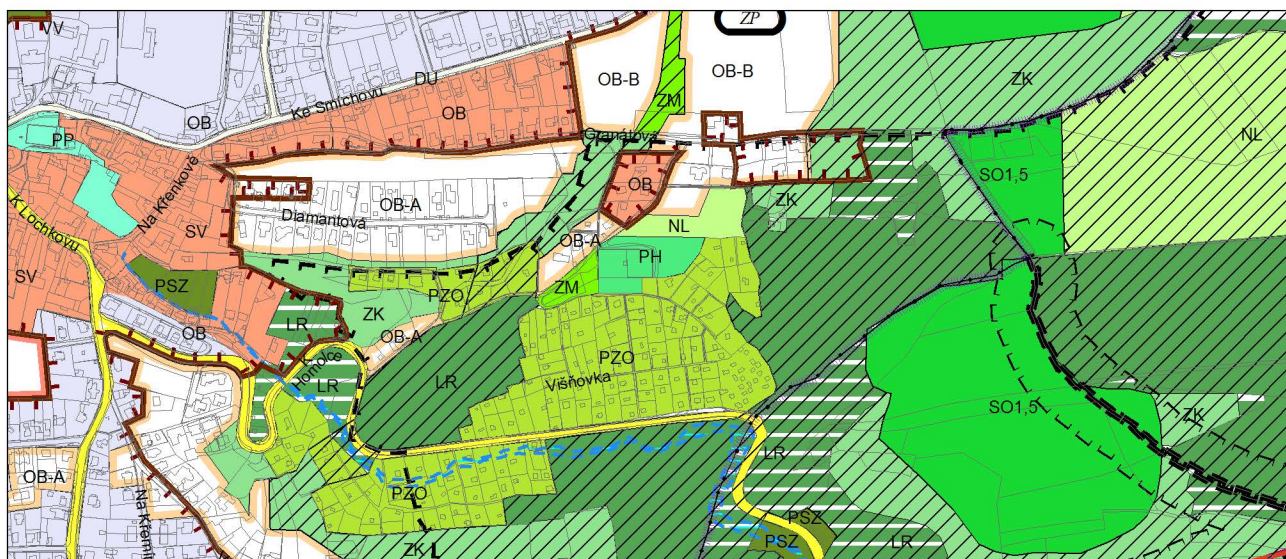 VV
ZP
DU
OB-B
OB-B
ZK
Ke Smíchovu
OB
OB
ZM
NL
PP
Granátová
Na Křenkově
SO1,5
OB
K Lochkovu
Diamantová
OB-A
ZK
SV
NL
OB-A
PH
SV
PSZ
PZO
ZM
ZK
LR
OB
OB-A
PZO
LR
K Homolce
LR
Višňovka
SO1,5
ZK
LR
OB-A
PZO
PSZ
PSZ
LR
ZK